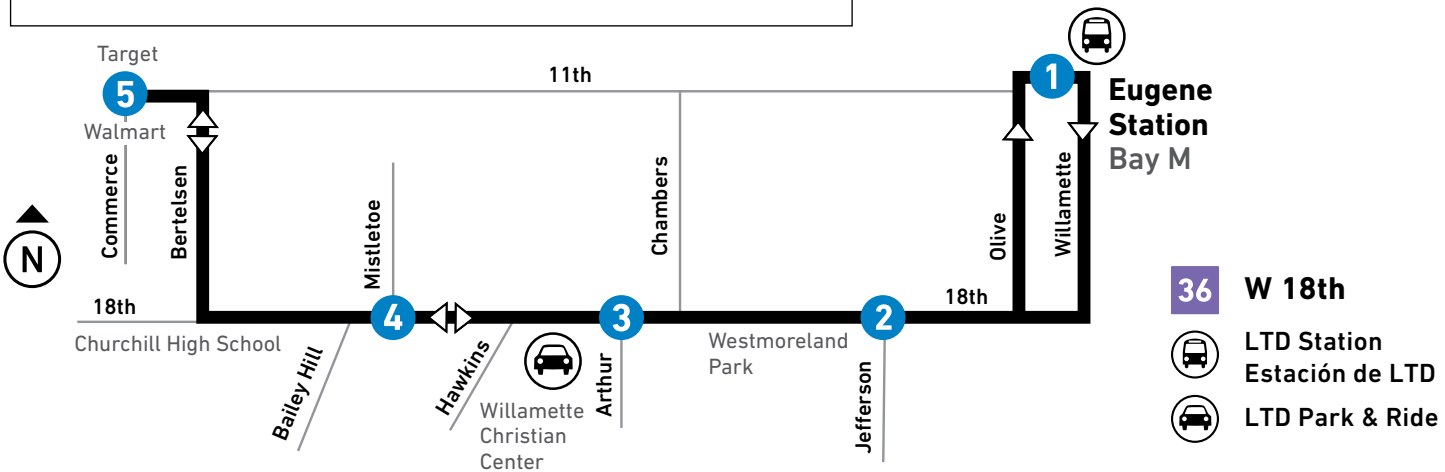 Target
5
Walmart
Commerce
Bertelsen
11th
1
Eugene
Station
Bay M
N
Mistletoe
Chambers
Olive
Willamette
18th
Churchill High School
Bailey Hill
4
Hawkins
Willamette
Christian
Center
3
Arthur
Westmoreland
Park
2
Jefferson
18th
36 W 18th
LTD Station
Estación de LTD
LTD Park & Ride